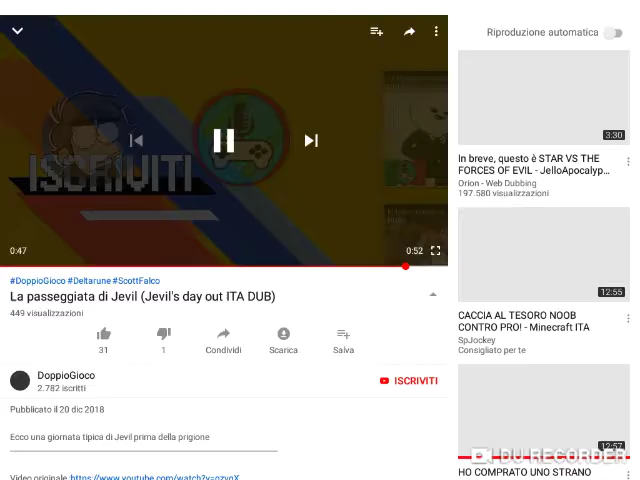 Riproduzione automatica
ISCRIVITI
0:47
0:52
#DoppioGioco #Deltarune #ScottFalco
La passeggiata di Jevil (Jevil's day out ITA DUB)
449 visualizzazioni
31
1
Condividi
Scarica
Salva
DoppioGioco
2.782 iscritti
ISCRIVITI
Pubblicato il 20 dic 2018
Ecco una giornata tipica di Jevil prima della prigione
Video originale :https://www.youtube.com/watch?v=
3:30
In breve, questo è STAR VS THE
FORCES OF EVIL - JelloApocalyp...
Orion - Web Dubbing
197.580 visualizzazioni
12:55
CACCIA AL TESORO NOOB
CONTRO PRO! - Minecraft ITA
SpJockey
Consigliato per te
12:57
DU RECORDER
HO COMPRATO UNO STRANO